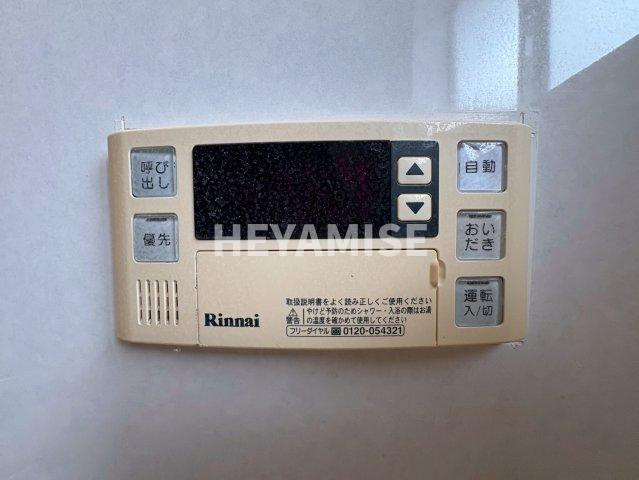 呼び
出し
優先
自動
おい
だき
運転
入/切
HEYAMISE
Rinnai
取扱説明書をよく読み正しくご使用ください
警告
やけど予防のためシャワー・入浴の際はお湯
の温度を確かめて使用してください
フリーダイヤル 0120-054321